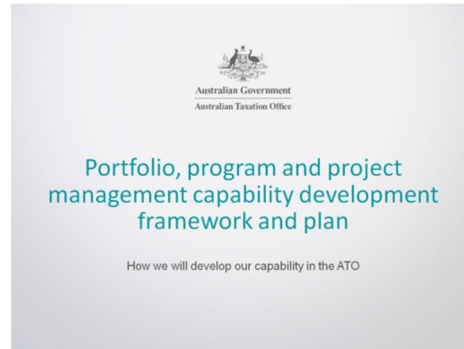 Australian Government
Australian Taxation Office
Portfolio, program and project
management capability development
framework and plan
How we will develop our capability in the ATO